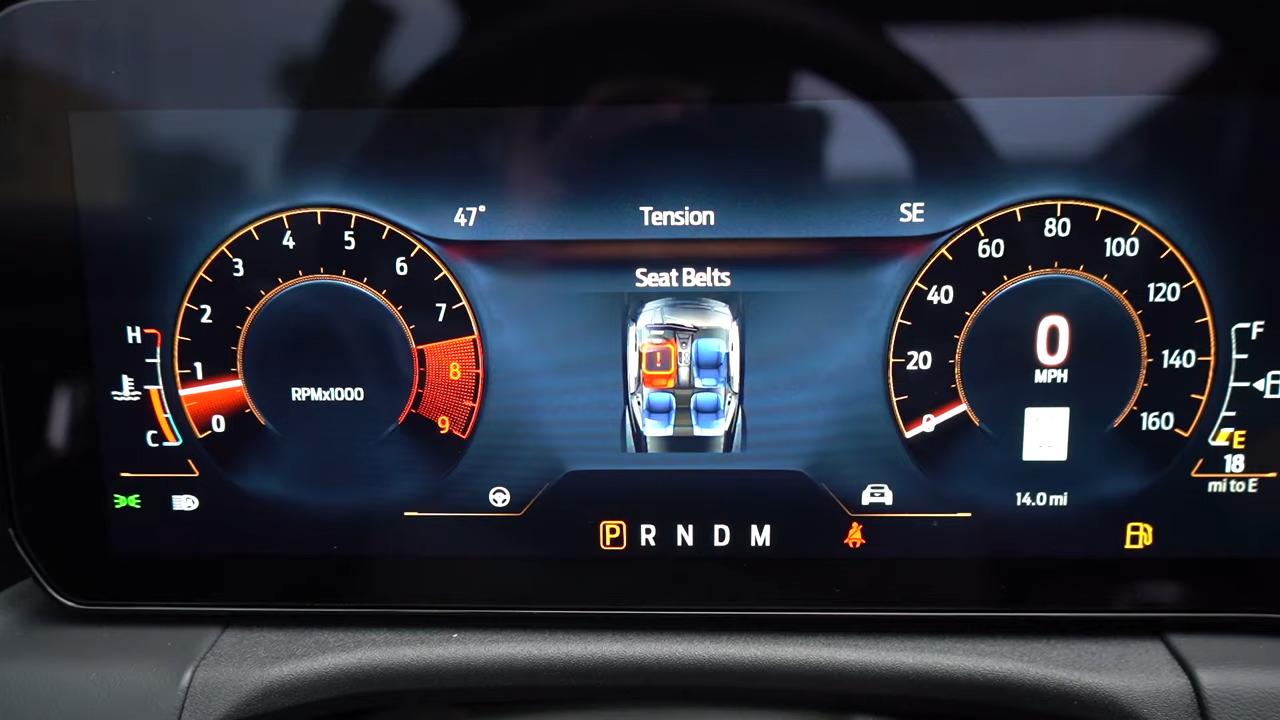 47° Tension SE
Seat Belts
0 1 2 3 4 5 6 7 8 9
RPMx1000
H
C
0 20 40 60 80 100 120 140 160
0
MPH
F
E
18
mi to E
14.0 mi
P R N D M